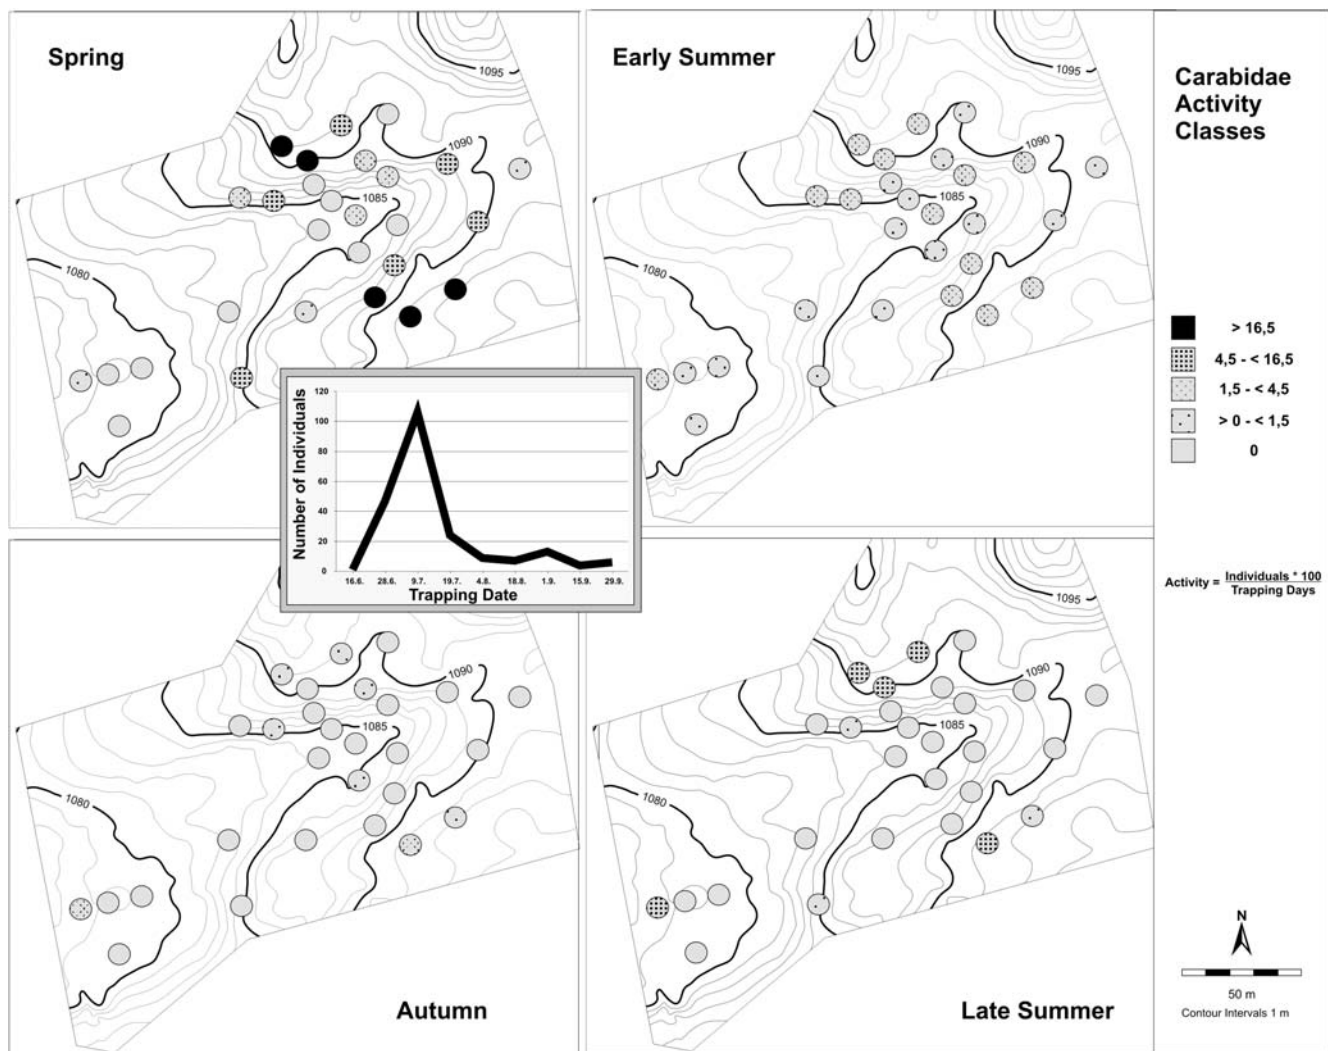 Spring
1095
1090
1085
1080
Early Summer
1095
1090
1085
1080
Carabidae
Activity
Classes
> 16,5
4,5 - < 16,5
1,5 - < 4,5
> 0 - < 1,5
0
Number of Individuals
120
100
80
60
40
20
0
16.6. 28.6. 9.7. 19.7. 4.8. 18.8. 1.9. 15.9. 29.9.
Trapping Date
Activity = Individuals * 100
Trapping Days
1090
1085
1080
Autumn
1095
1090
1085
1080
Late Summer
N
50 m
Contour Intervals 1 m